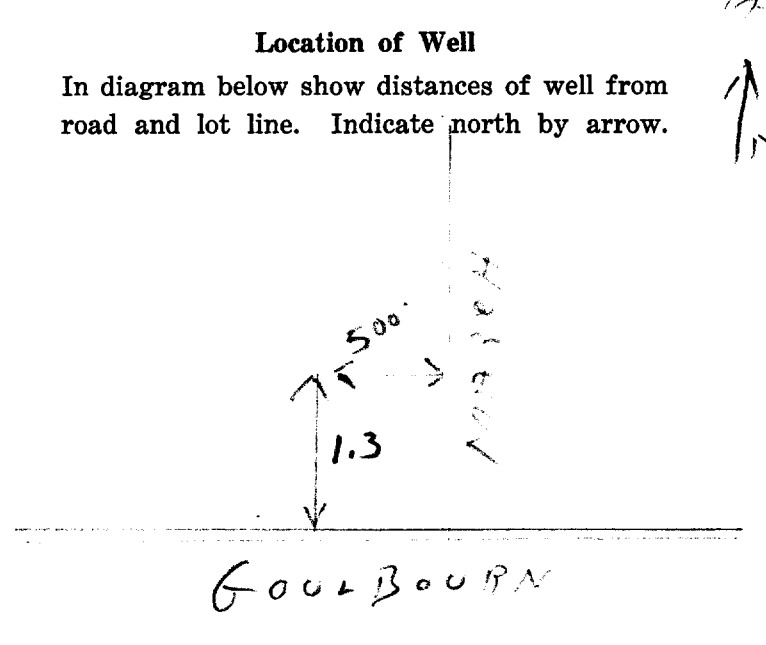 Location of Well
In diagram below show distances of well from
road and lot line. Indicate north by arrow.
500'
1.3
GOULBOURN